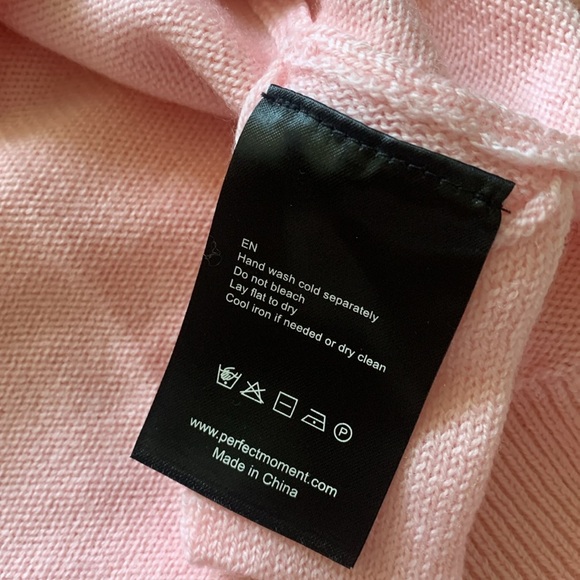 EN
Hand wash cold separately
Do not bleach
Lay flat to dry
Cool iron if needed or dry clean
P
www.perfectmoment.com
Made in China